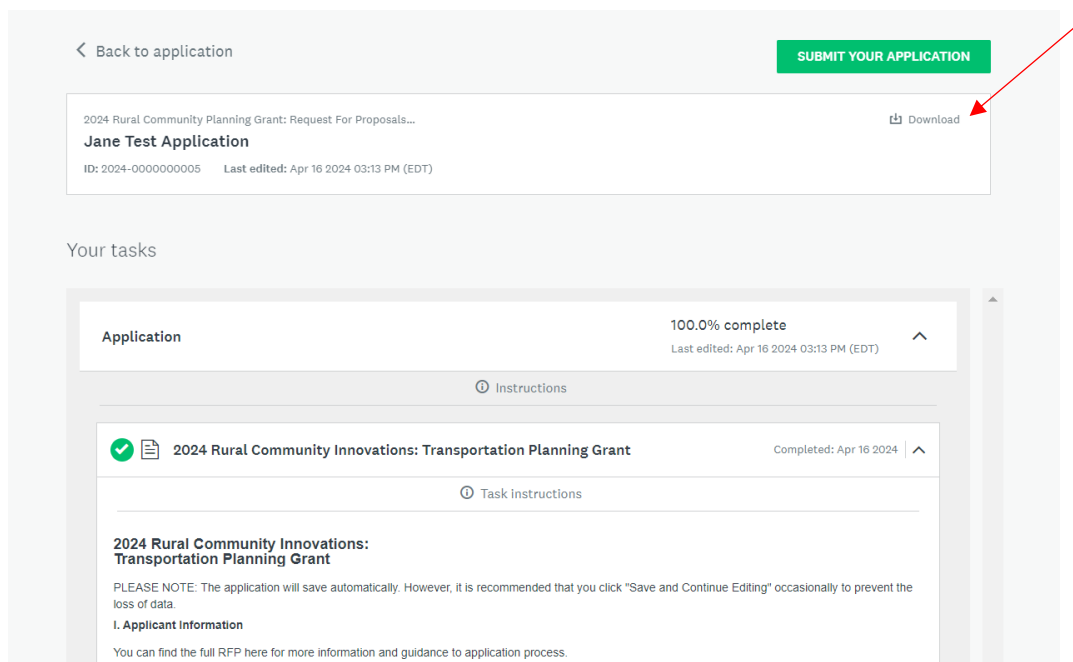 Back to application
SUBMIT YOUR APPLICATION
2024 Rural Community Planning Grant: Request For Proposals...
Download
Jane Test Application
ID: 2024-0000000005 Last edited: Apr 16 2024 03:13 PM (EDT)
Your tasks
Application
100.0% complete
Last edited: Apr 16 2024 03:13 PM (EDT)
Instructions
2024 Rural Community Innovations: Transportation Planning Grant
Completed: Apr 16 2024
Task instructions
2024 Rural Community Innovations:
Transportation Planning Grant
PLEASE NOTE: The application will save automatically. However, it is recommended that you click "Save and Continue Editing" occasionally to prevent the
loss of data.
I. Applicant Information
You can find the full RFP here for more information and guidance to application process.